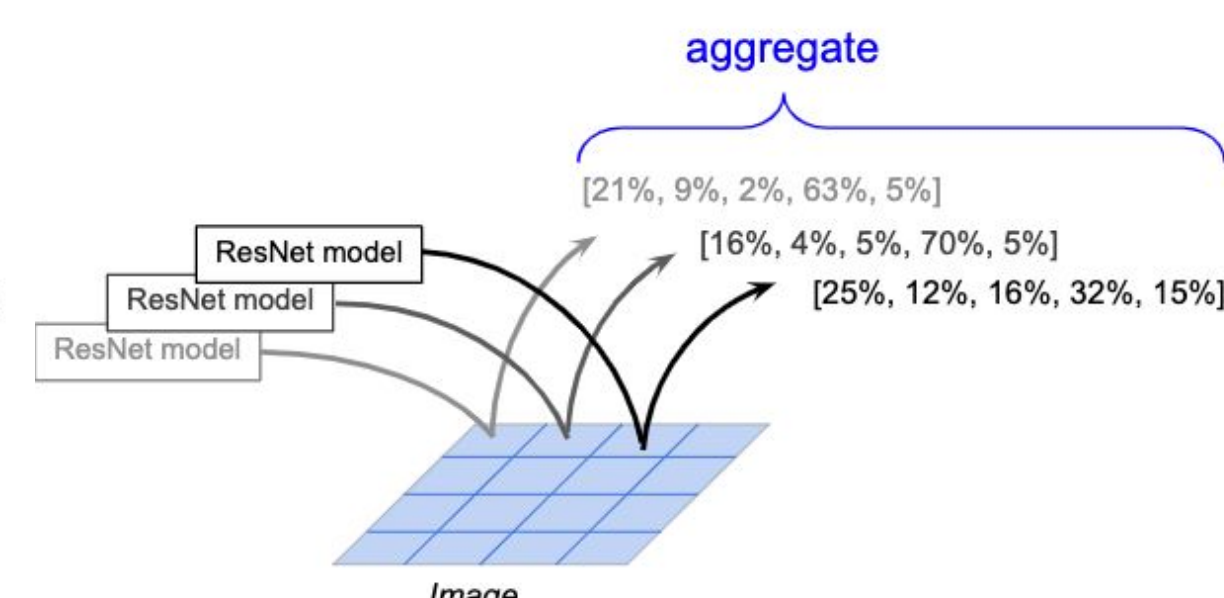 aggregate
[21%, 9%, 2%, 63%, 5%]
[16%, 4%, 5%, 70%, 5%]
[25%, 12%, 16%, 32%, 15%]
ResNet model
ResNet model
ResNet model
Image